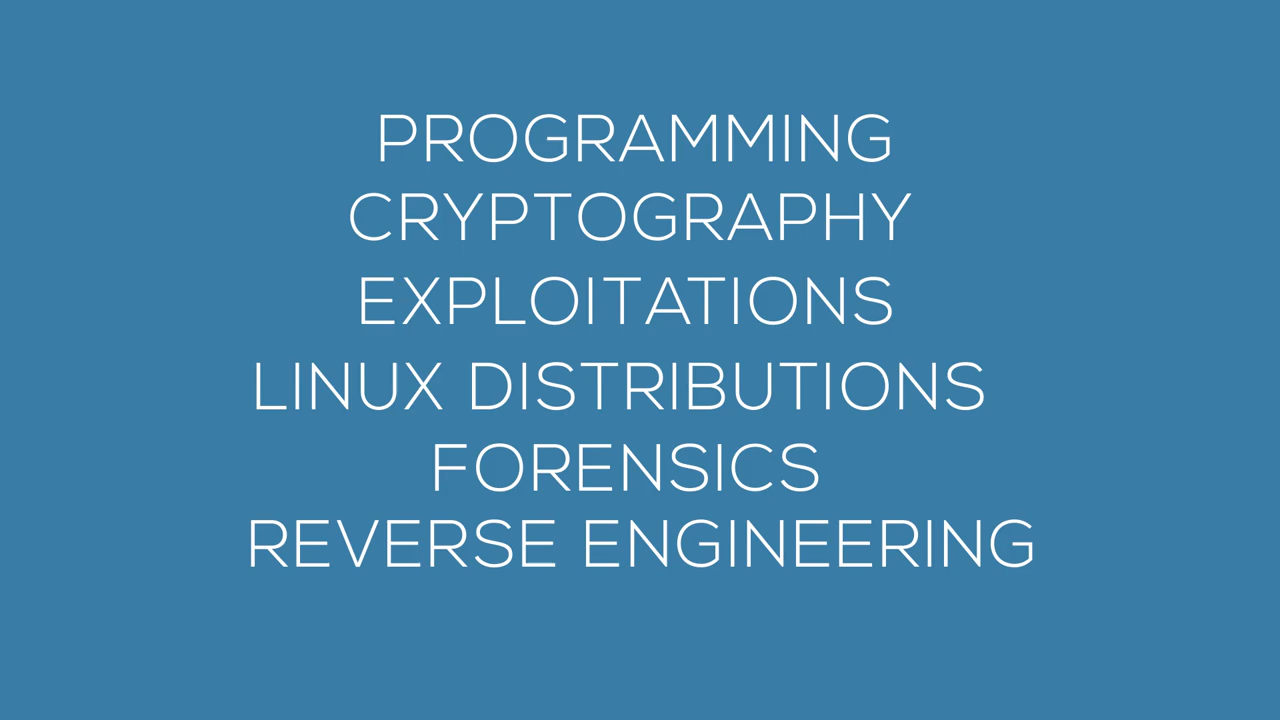 PROGRAMMING
CRYPTOGRAPHY
EXPLOITATIONS
LINUX DISTRIBUTIONS
FORENSICS
REVERSE ENGINEERING